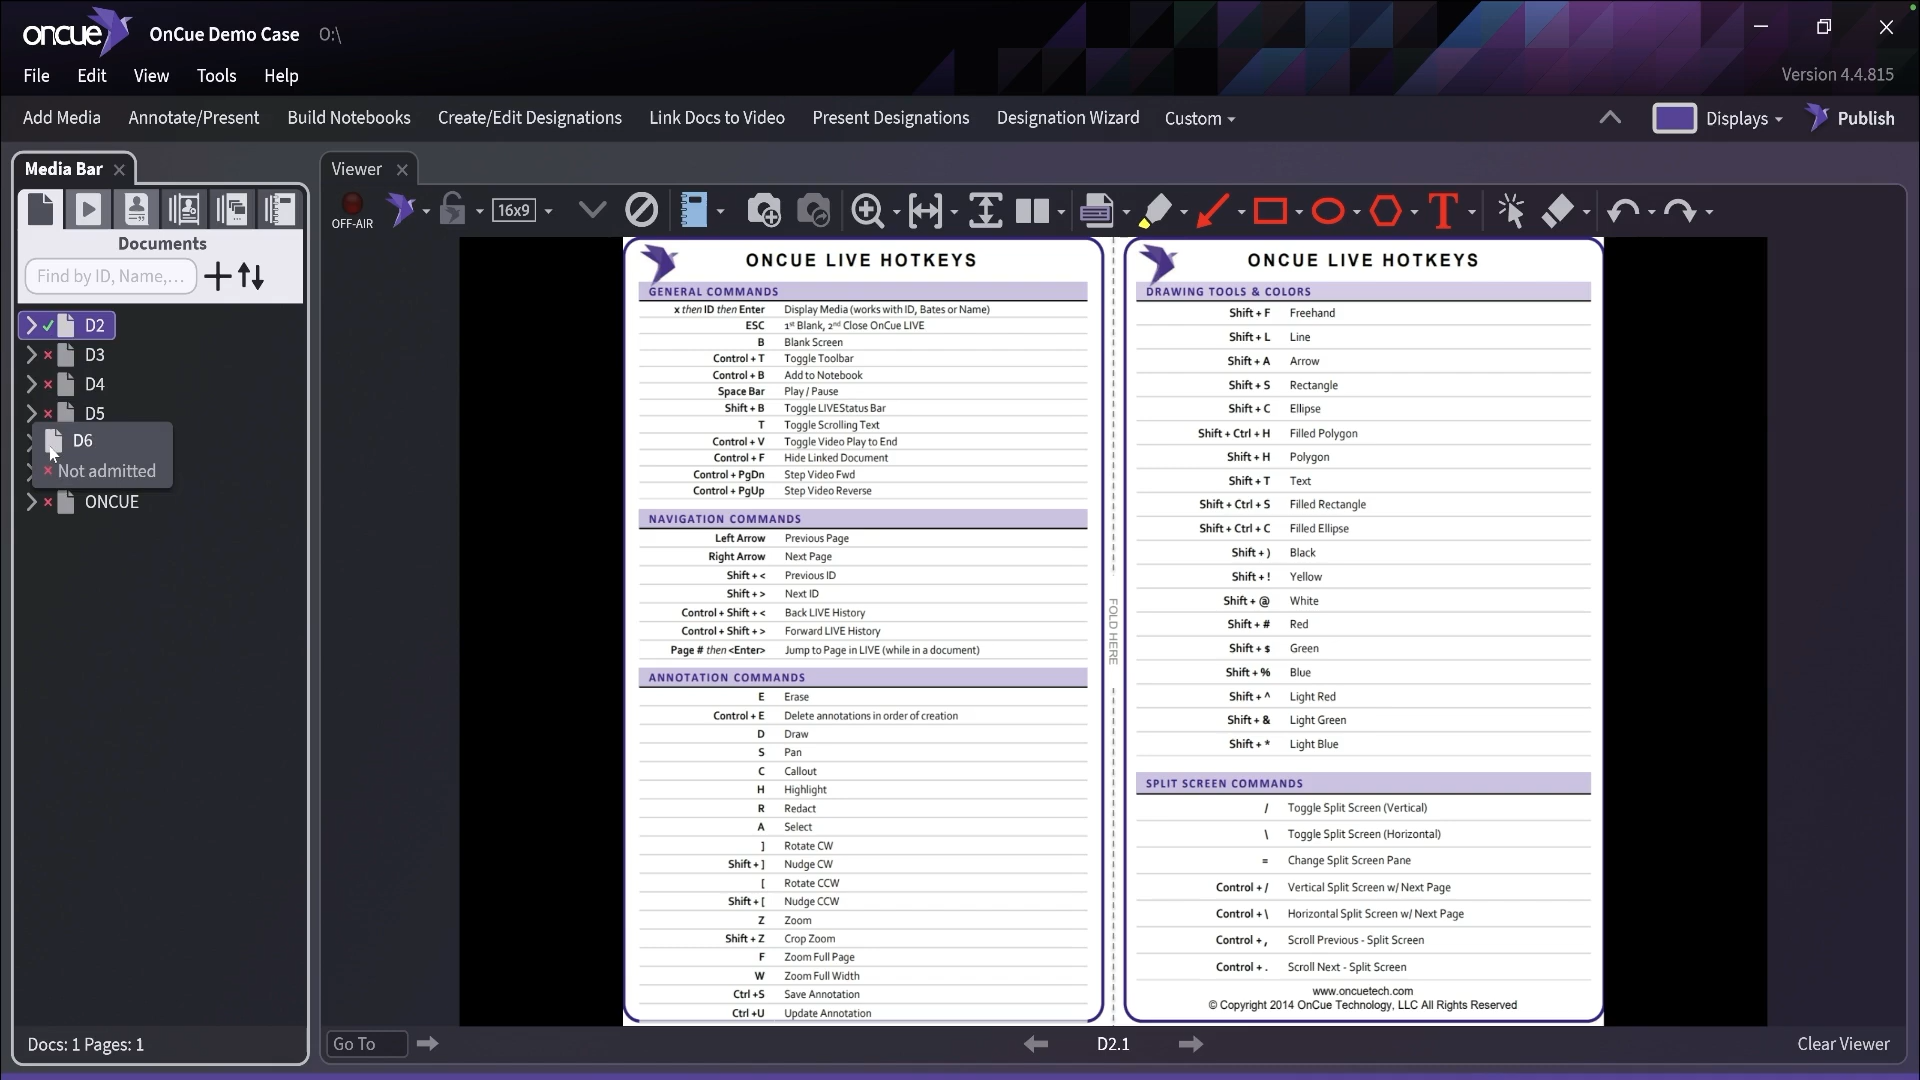 oncue OnCue Demo Case O:\
File Edit View Tools Help
Version 4.4.815
Add Media Annotate/Present Build Notebooks Create/Edit Designations Link Docs to Video Present Designations Designation Wizard Custom Displays Publish
Media Bar
Viewer
OFF-AIR
16x9
T
Documents
Find by ID, Name,...
D2
D3
D4
D5
D6
Not admitted
ONCUE
Docs: 1 Pages: 1
ONCUE LIVE HOTKEYS
GENERAL COMMANDS
x then ID then Enter Display Media (works with ID, Bates or Name)
ESC 1st Blank, 2nd Close OnCue LIVE
B Blank Screen
Control + T Toggle Toolbar
Control + B Add to Notebook
Space Bar Play / Pause
Shift + B Toggle LIVEStatus Bar
T Toggle Scrolling Text
Control + V Toggle Video Play to End
Control + F Hide Linked Document
Control + PgDn Step Video Fwd
Control + PgUp Step Video Reverse
NAVIGATION COMMANDS
Left Arrow Previous Page
Right Arrow Next Page
Shift + < Previous ID
Shift + > Next ID
Control + Shift + < Back LIVE History
Control + Shift + > Forward LIVE History
Page # then <Enter> Jump to Page in LIVE (while in a document)
ANNOTATION COMMANDS
E Erase
Control + E Delete annotations in order of creation
D Draw
S Pan
C Callout
H Highlight
R Redact
A Select
] Rotate CW
Shift + ] Nudge CW
[ Rotate CCW
Shift + [ Nudge CCW
Z Zoom
Shift + Z Crop Zoom
F Zoom Full Page
W Zoom Full Width
Ctrl +S Save Annotation
Ctrl +U Update Annotation
FOLD HERE
ONCUE LIVE HOTKEYS
DRAWING TOOLS & COLORS
Shift + F Freehand
Shift + L Line
Shift + A Arrow
Shift + S Rectangle
Shift + C Ellipse
Shift + Ctrl + H Filled Polygon
Shift + H Polygon
Shift + T Text
Shift + Ctrl + S Filled Rectangle
Shift + Ctrl + C Filled Ellipse
Shift + ) Black
Shift + ! Yellow
Shift + @ White
Shift + # Red
Shift + $ Green
Shift + % Blue
Shift + ^ Light Red
Shift + & Light Green
Shift + * Light Blue
SPLIT SCREEN COMMANDS
/ Toggle Split Screen (Vertical)
\ Toggle Split Screen (Horizontal)
= Change Split Screen Pane
Control + / Vertical Split Screen w/ Next Page
Control + \ Horizontal Split Screen w/ Next Page
Control + , Scroll Previous - Split Screen
Control + . Scroll Next - Split Screen
www.oncuetech.com
© Copyright 2014 OnCue Technology, LLC All Rights Reserved
Go To
D2.1
Clear Viewer